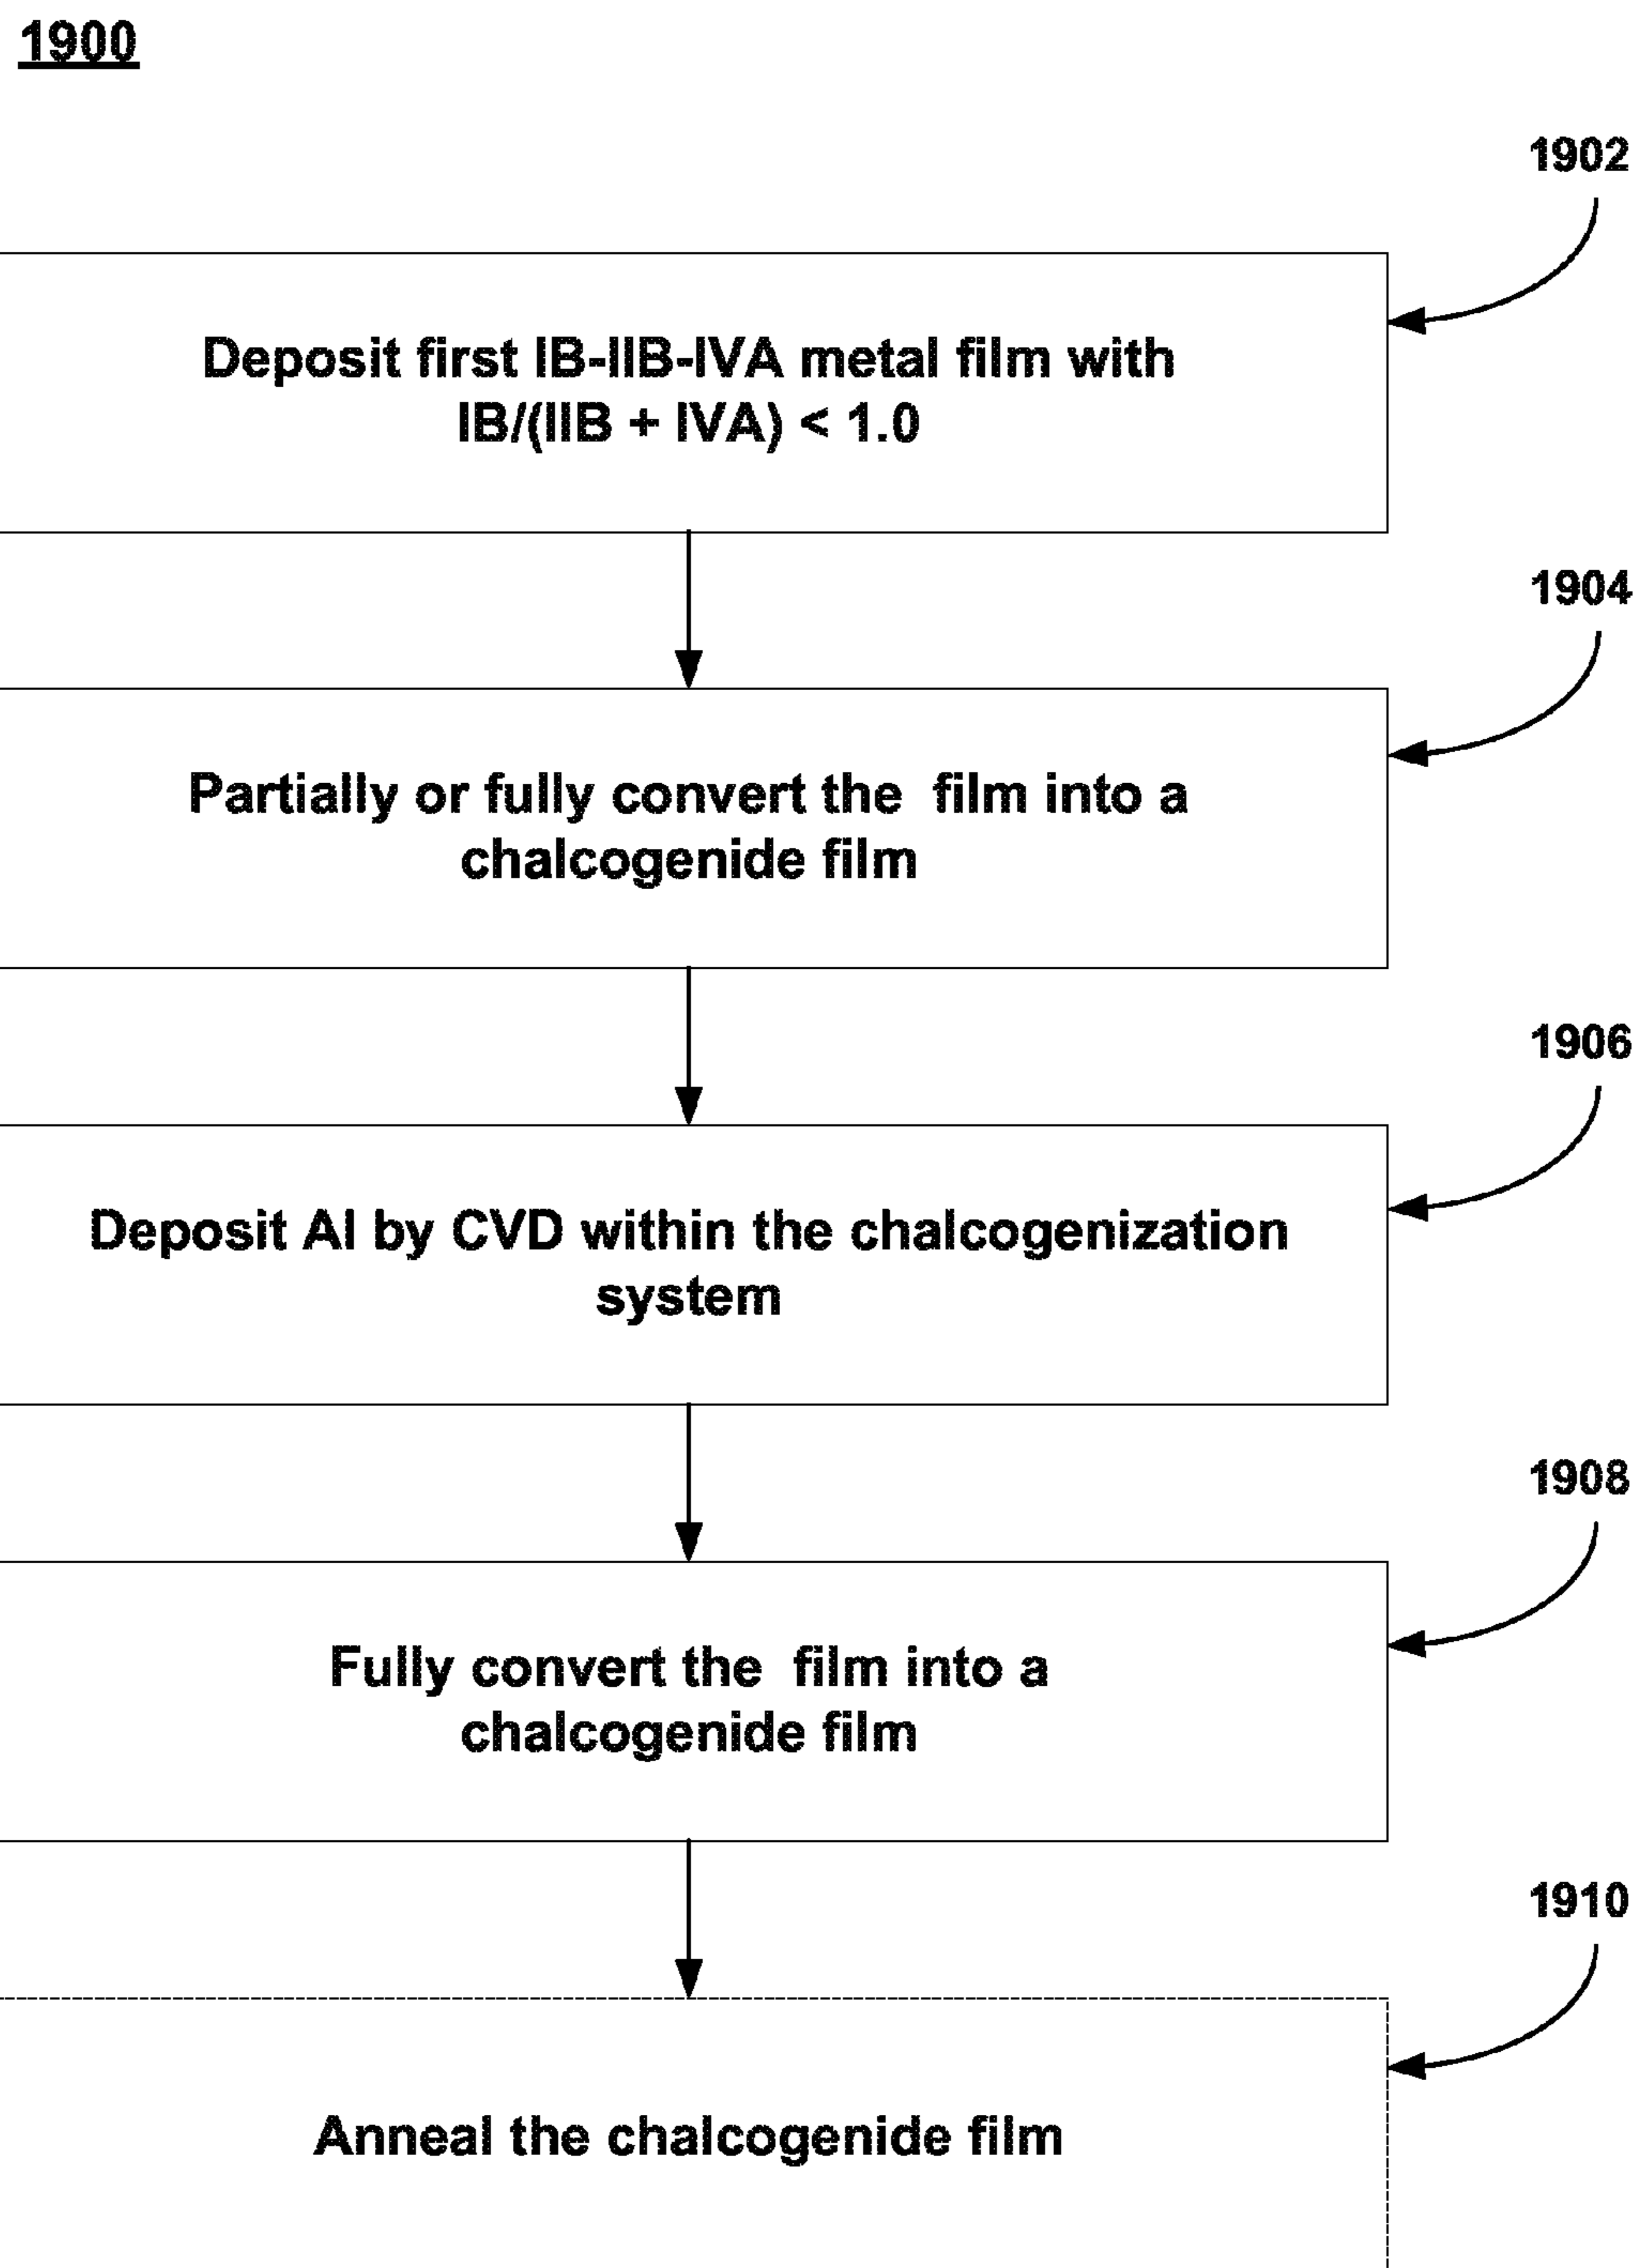 1900
1902
Deposit first IB-IIB-IVA metal film with
IB/(IIB + IVA) < 1.0
1904
Partially or fully convert the  film into a
chalcogenide film
1906
Deposit Al by CVD within the chalcogenization
system
1908
Fully convert the  film into a
chalcogenide film
1910
Anneal the chalcogenide film